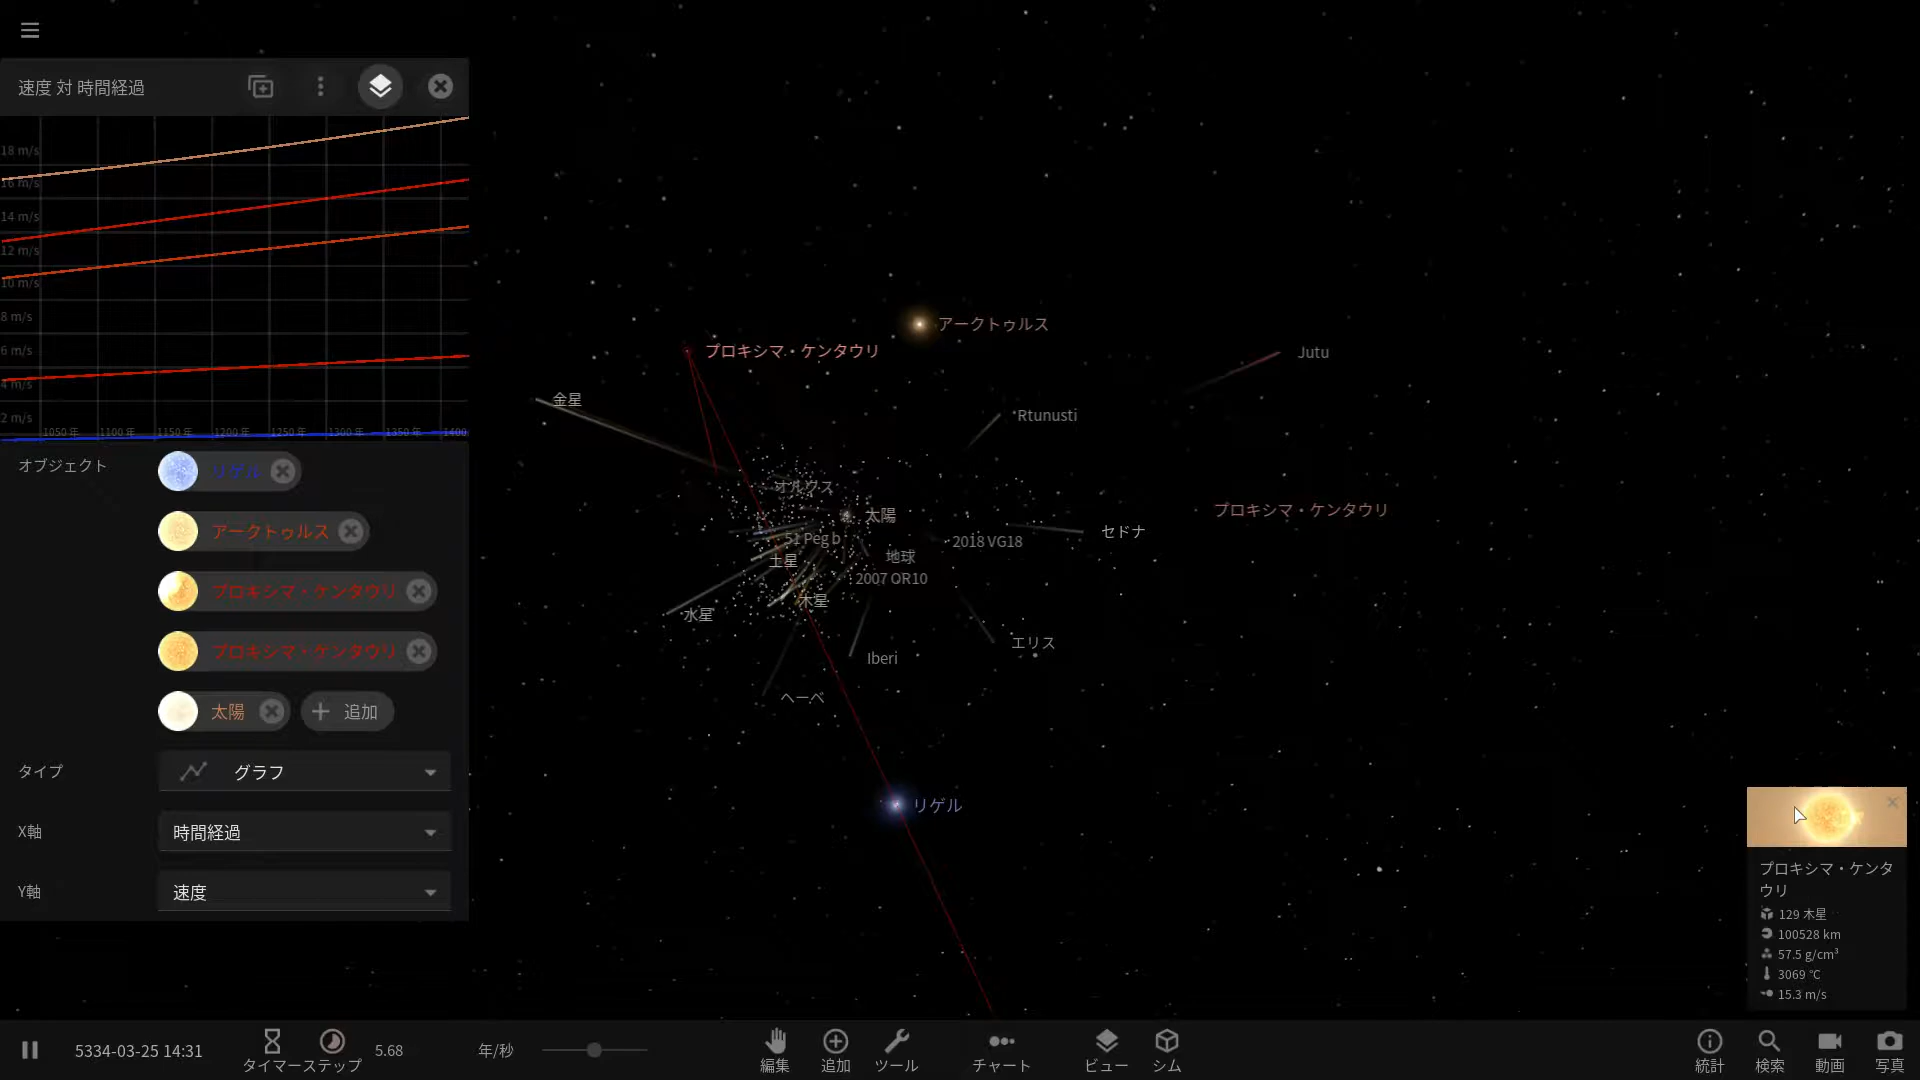 速度 対 時間経過
18 m/s
16 m/s
14 m/s
12 m/s
10 m/s
8 m/s
6 m/s
4 m/s
2 m/s
1050 年 1100 年 1150 年 1200 年 1250 年 1300 年 1350 年 1400
オブジェクト
リゲル
アークトゥルス
プロキシマ・ケンタウリ
プロキシマ・ケンタウリ
太陽 追加
タイプ グラフ
X軸 時間経過
Y軸 速度
アークトゥルス
プロキシマ・ケンタウリ
Jutu
金星
Rtunusti
オルクス
プロキシマ・ケンタウリ
太陽
セドナ
51 Peg b
2018 VG18
地球
土星
2007 OR10
木星
水星
エリス
Iberi
ヘーベ
リゲル
プロキシマ・ケンタ
ウリ
129 木星
100528 km
57.5 g/cm³
3069 °C
15.3 m/s
5334-03-25 14:31
タイマーステップ
5.68 年/秒
編集 追加 ツール チャート ビュー シム
統計 検索 動画 写真